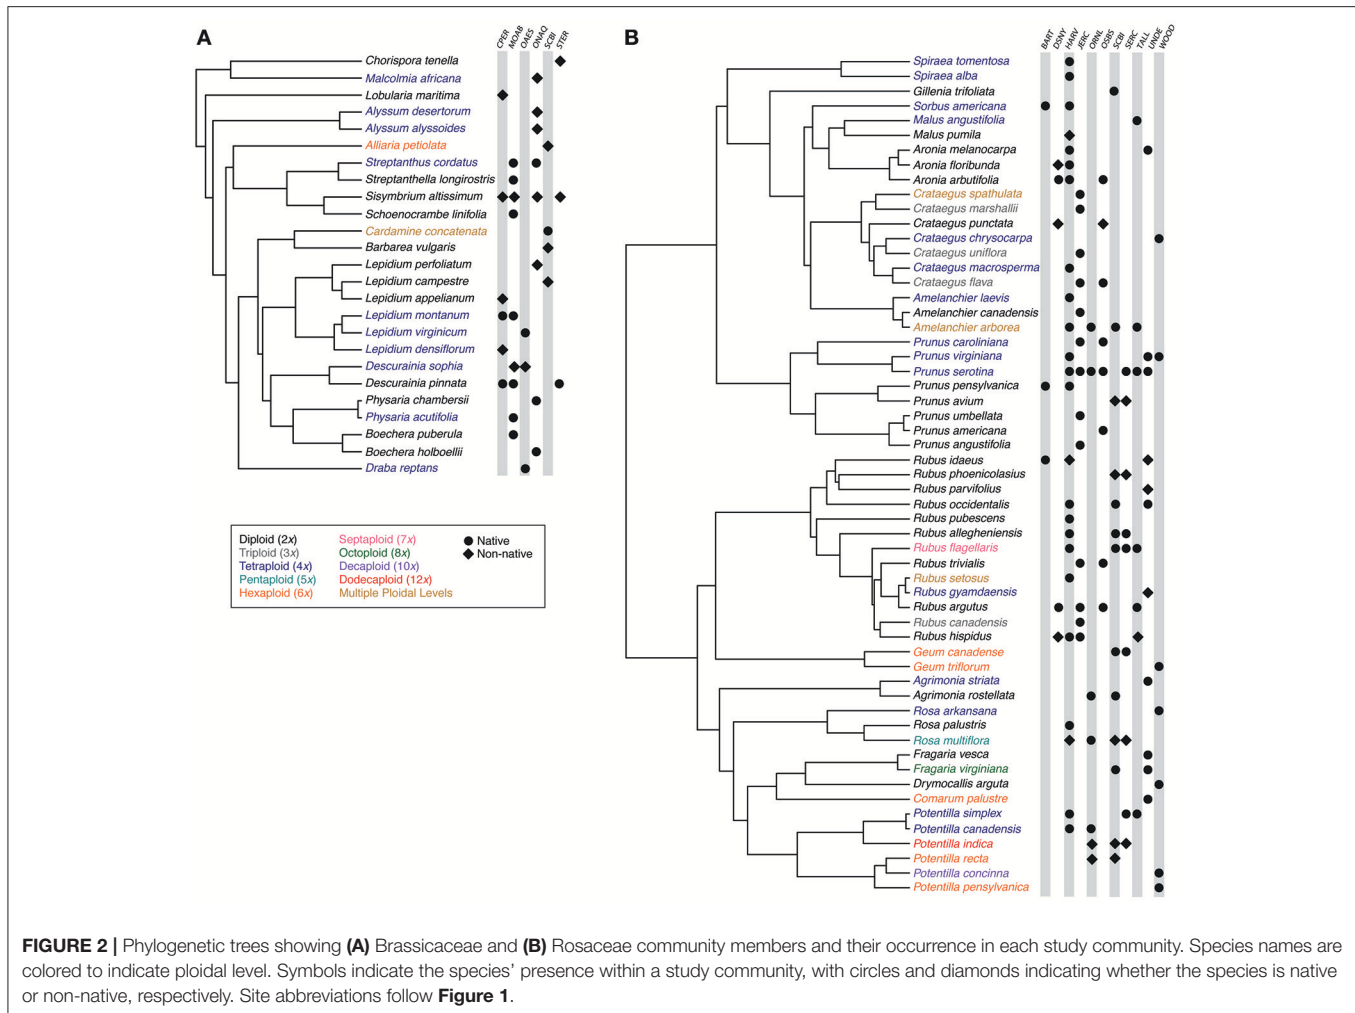 A
CPER
MOAB
OAES
ONAQ
SCBI
STER
Chorispora tenella
Malcolmia africana
Lobularia maritima
Alyssum desertorum
Alyssum alyssoides
Alliaria petiolata
Streptanthus cordatus
Streptanthella longirostris
Sisymbrium altissimum
Schoenocrambe linifolia
Cardamine concatenata
Barbarea vulgaris
Lepidium perfoliatum
Lepidium campestre
Lepidium appelianum
Lepidium montanum
Lepidium virginicum
Lepidium densiflorum
Descurainia sophia
Descurainia pinnata
Physaria chambersii
Physaria acutifolia
Boechera puberula
Boechera holboellii
Draba reptans
Diploid (2x)
Triploid (3x)
Tetraploid (4x)
Pentaploid (5x)
Hexaploid (6x)
Septaploid (7x)
Octoploid (8x)
Decaploid (10x)
Dodecaploid (12x)
Multiple Ploidal Levels
Native
Non-native
B
BART
DSNY
HARV
JERC
ORNL
OSBS
SCBI
SERC
TALL
UNDE
WOOD
Spiraea tomentosa
Spiraea alba
Gillenia trifoliata
Sorbus americana
Malus angustifolia
Malus pumila
Aronia melanocarpa
Aronia floribunda
Aronia arbutifolia
Crataegus spathulata
Crataegus marshallii
Crataegus punctata
Crataegus chrysocarpa
Crataegus uniflora
Crataegus macrosperma
Crataegus flava
Amelanchier laevis
Amelanchier canadensis
Amelanchier arborea
Prunus caroliniana
Prunus virginiana
Prunus serotina
Prunus pensylvanica
Prunus avium
Prunus umbellata
Prunus americana
Prunus angustifolia
Rubus idaeus
Rubus phoenicolasius
Rubus parvifolius
Rubus occidentalis
Rubus pubescens
Rubus allegheniensis
Rubus flagellaris
Rubus trivialis
Rubus setosus
Rubus gyamdaensis
Rubus argutus
Rubus canadensis
Rubus hispidus
Geum canadense
Geum triflorum
Agrimonia striata
Agrimonia rostellata
Rosa arkansana
Rosa palustris
Rosa multiflora
Fragaria vesca
Fragaria virginiana
Drymocallis arguta
Comarum palustre
Potentilla simplex
Potentilla canadensis
Potentilla indica
Potentilla recta
Potentilla concinna
Potentilla pensylvanica
FIGURE 2 | Phylogenetic trees showing (A) Brassicaceae and (B) Rosaceae community members and their occurrence in each study community. Species names are
colored to indicate ploidal level. Symbols indicate the species' presence within a study community, with circles and diamonds indicating whether the species is native
or non-native, respectively. Site abbreviations follow Figure 1.